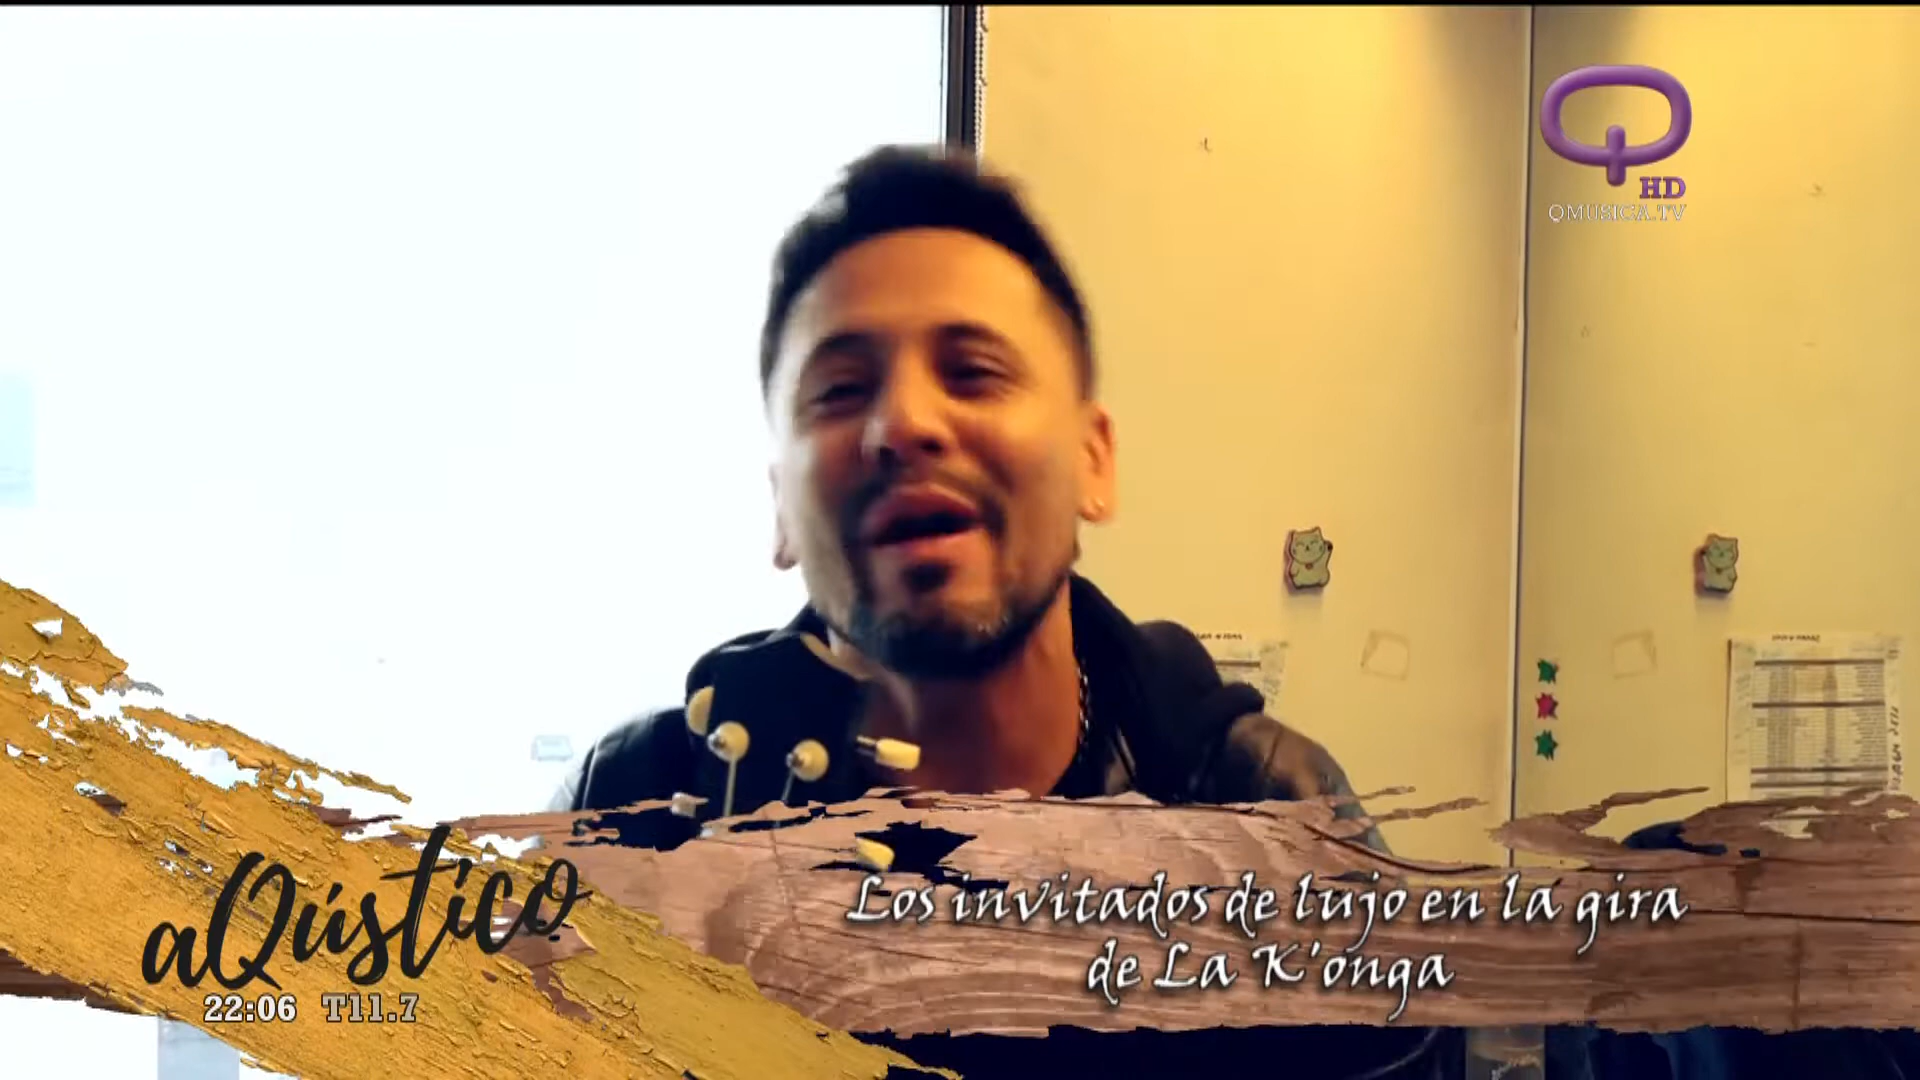 HD
QMUSICA.TV
Los invitados de lujo en la gira
de La K'onga
aQústico
22:06 T11.7